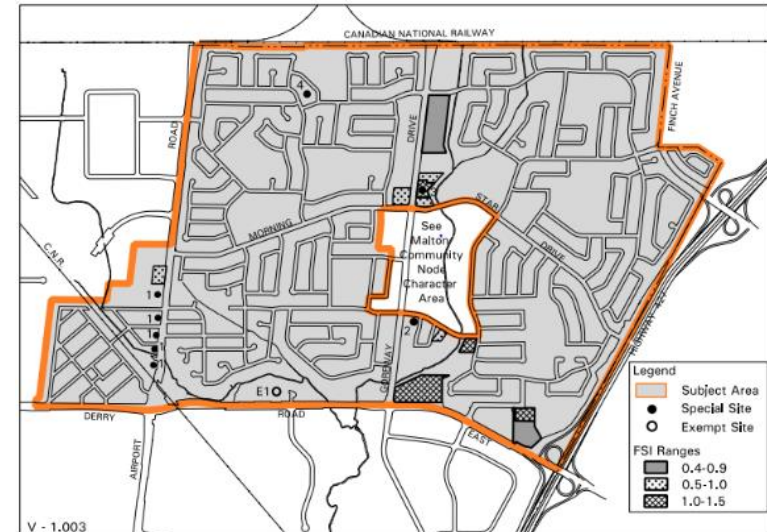 CANADIAN NATIONAL RAILWAY
FINCH AVENUE
ROAD
DRIVE
4
MORNING
STAR
DRIVE
See
Malton
Community
Node
Character
Area
C.N.R
1
1
1
2
HIGHWAY 427
GOREWAY
E1
DERRY
ROAD
EAST
AIRPORT
Legend
Subject Area
Special Site
Exempt Site
FSI Ranges
0.4-0.9
0.5-1.0
1.0-1.5
V - 1.003